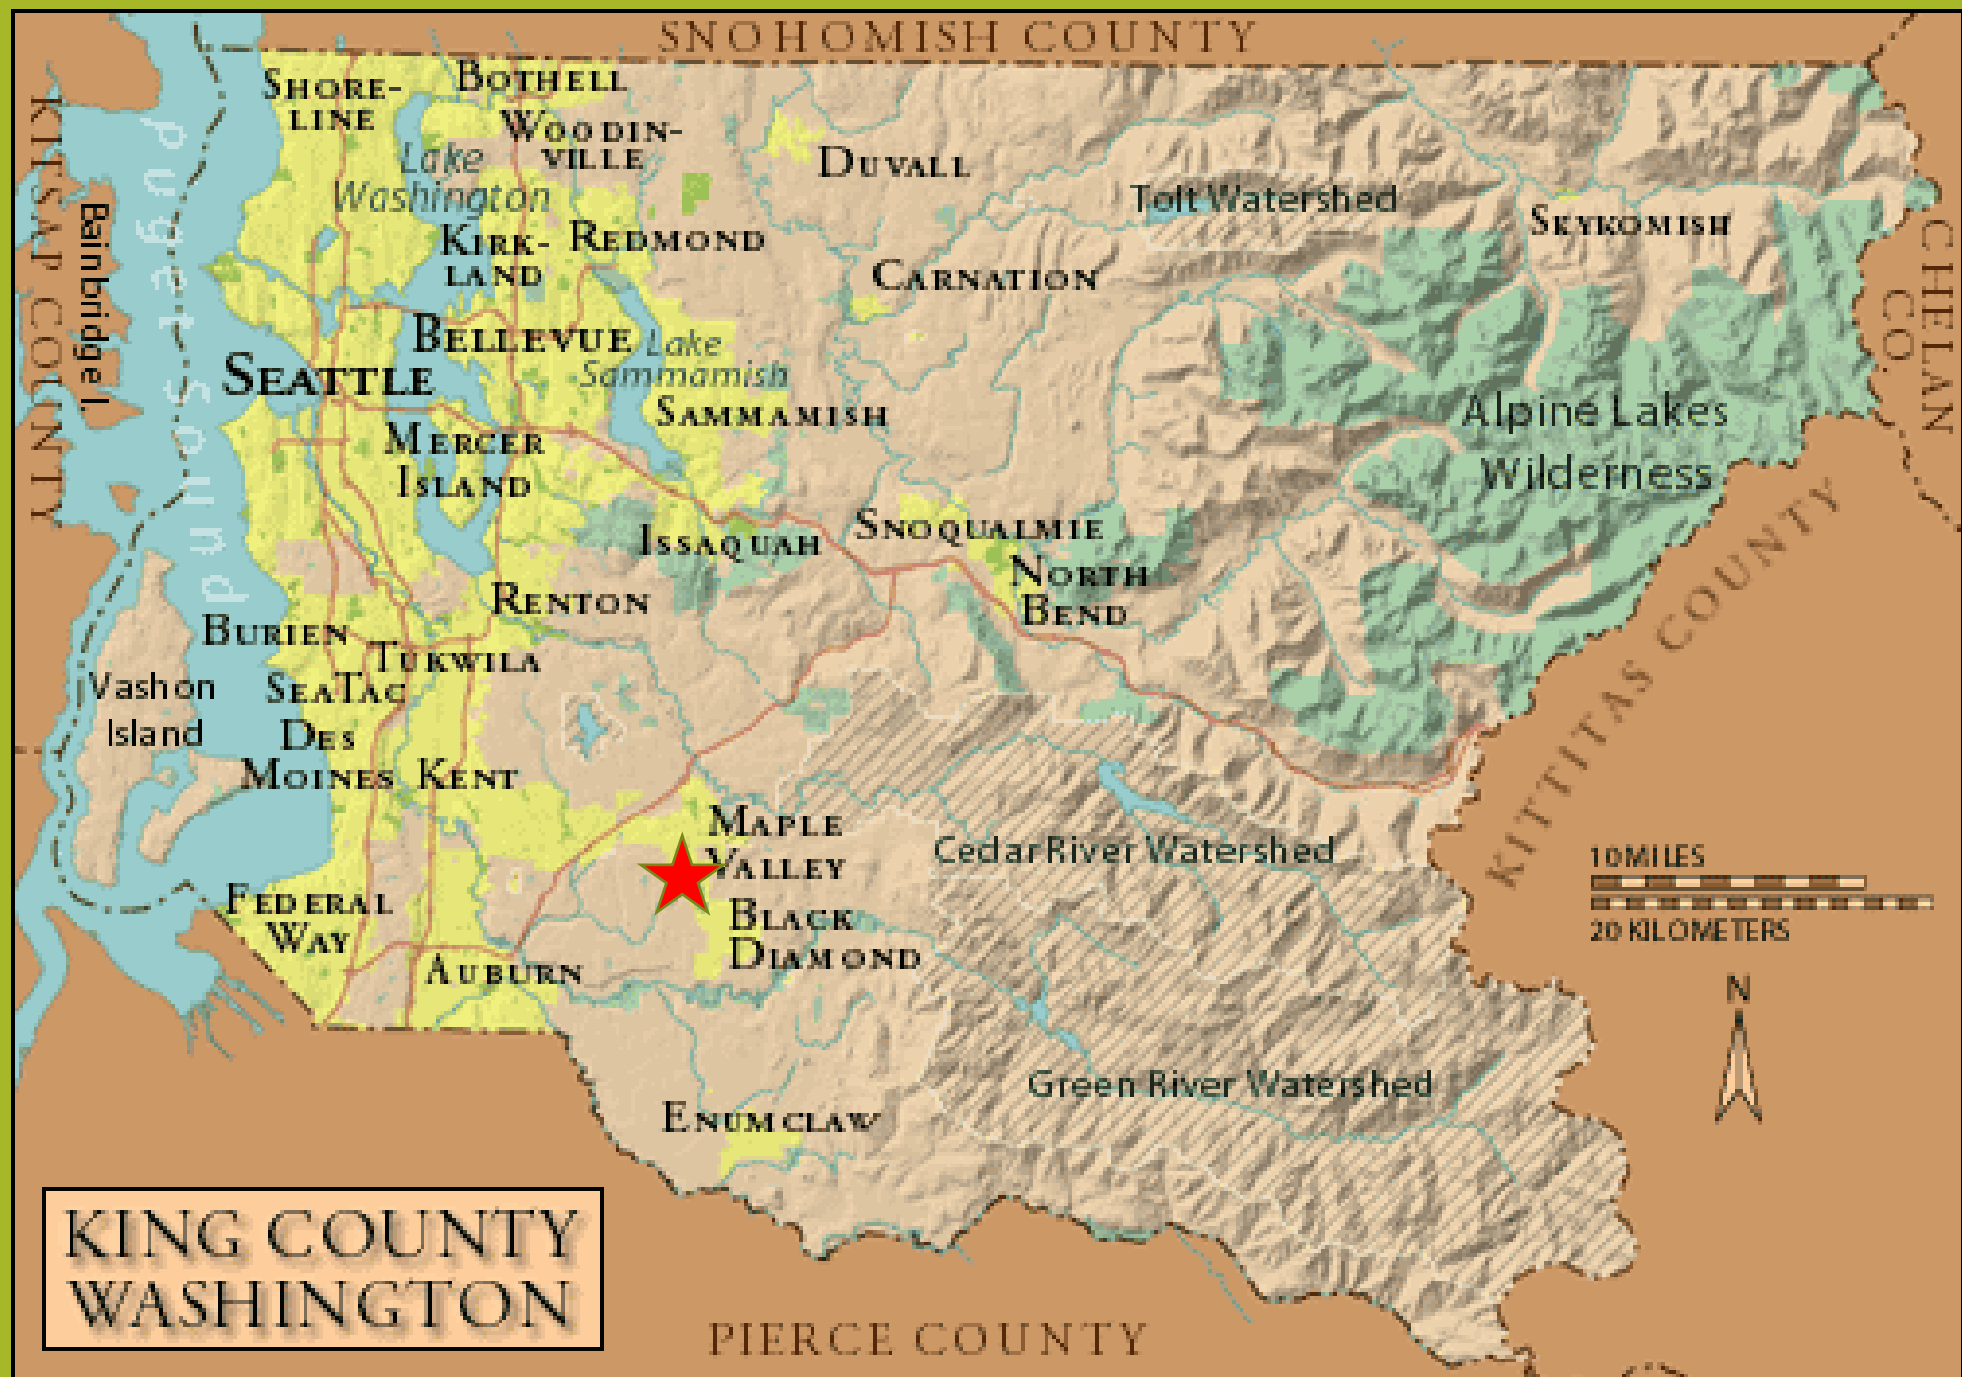 SNOHOMISH COUNTY
SHORE-
LINE
BOTHELL
WOODIN-
VILLE
Lake
Washington
DUVALL
Tolt Watershed
SKYKOMISH
KITSAP COUNTY
Bainbridge I.
Puget Sound
KIRK-
LAND
REDMOND
CARNATION
CHELAN
CO.
BELLEVUE
Lake
Sammamish
SEATTLE
SAMMAMISH
Alpine Lakes
Wilderness
MERCER
ISLAND
ISSAQUAH
SNOQUALMIE
NORTH
BEND
RENTON
BURIEN
TUKWILA
KITTITAS COUNTY
Vashon
Island
SEATAC
DES
MOINES
KENT
MAPLE
VALLEY
Cedar River Watershed
10 MILES
20 KILOMETERS
FEDERAL
WAY
BLACK
DIAMOND
AUBURN
N
Green River Watershed
ENUMCLAW
KING COUNTY
WASHINGTON
PIERCE COUNTY